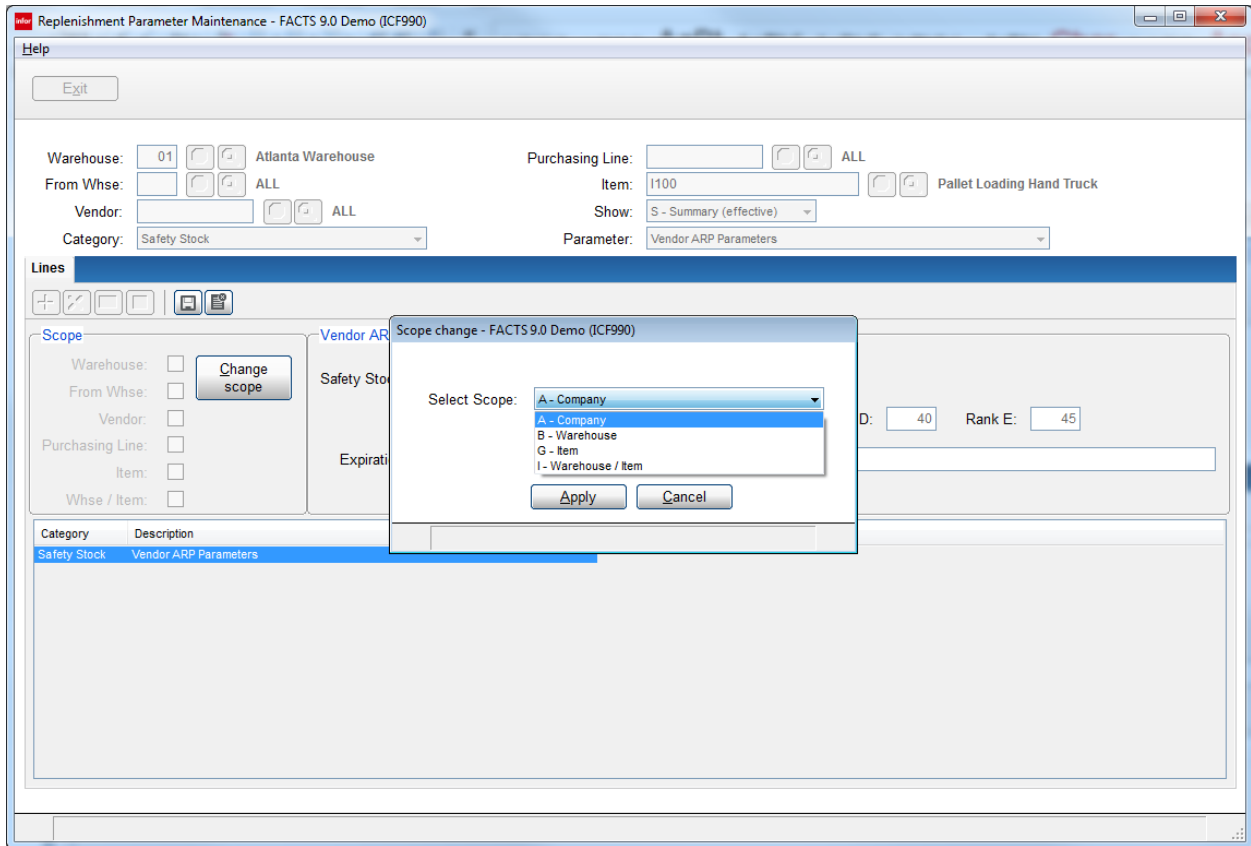 infor Replenishment Parameter Maintenance - FACTS 9.0 Demo (ICF990)
Help
Exit
Warehouse: 01 Atlanta Warehouse Purchasing Line: ALL
From Whse: ALL Item: I100 Pallet Loading Hand Truck
Vendor: ALL Show: S - Summary (effective)
Category: Safety Stock Parameter: Vendor ARP Parameters
Lines
Scope
Warehouse:
From Whse:
Vendor:
Purchasing Line:
Item:
Whse / Item:
Change scope
Vendor AR
Safety Sto
D: 40 Rank E: 45
Expirati
Scope change - FACTS 9.0 Demo (ICF990)
Select Scope: A - Company
A - Company
B - Warehouse
G - Item
I - Warehouse / Item
Apply Cancel
Category Description
Safety Stock Vendor ARP Parameters